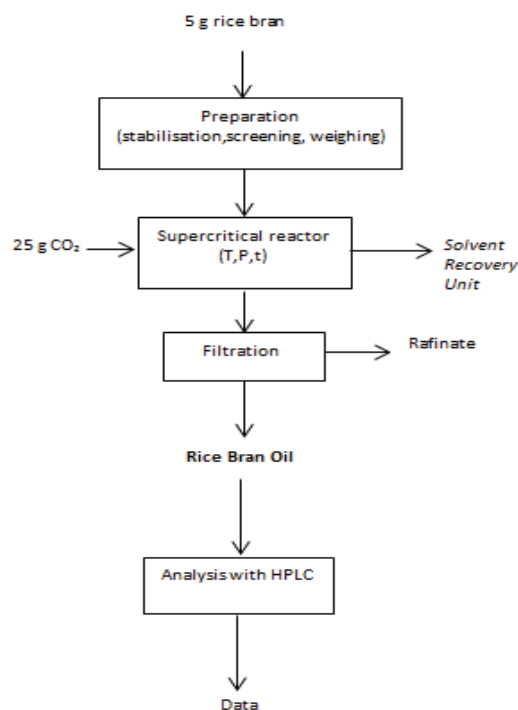 5 g rice bran
Preparation
(stabilisation,screening, weighing)
25 g CO₂
Supercritical reactor
(T,P,t)
Solvent
Recovery
Unit
Filtration
Rafinate
Rice Bran Oil
Analysis with HPLC
Data